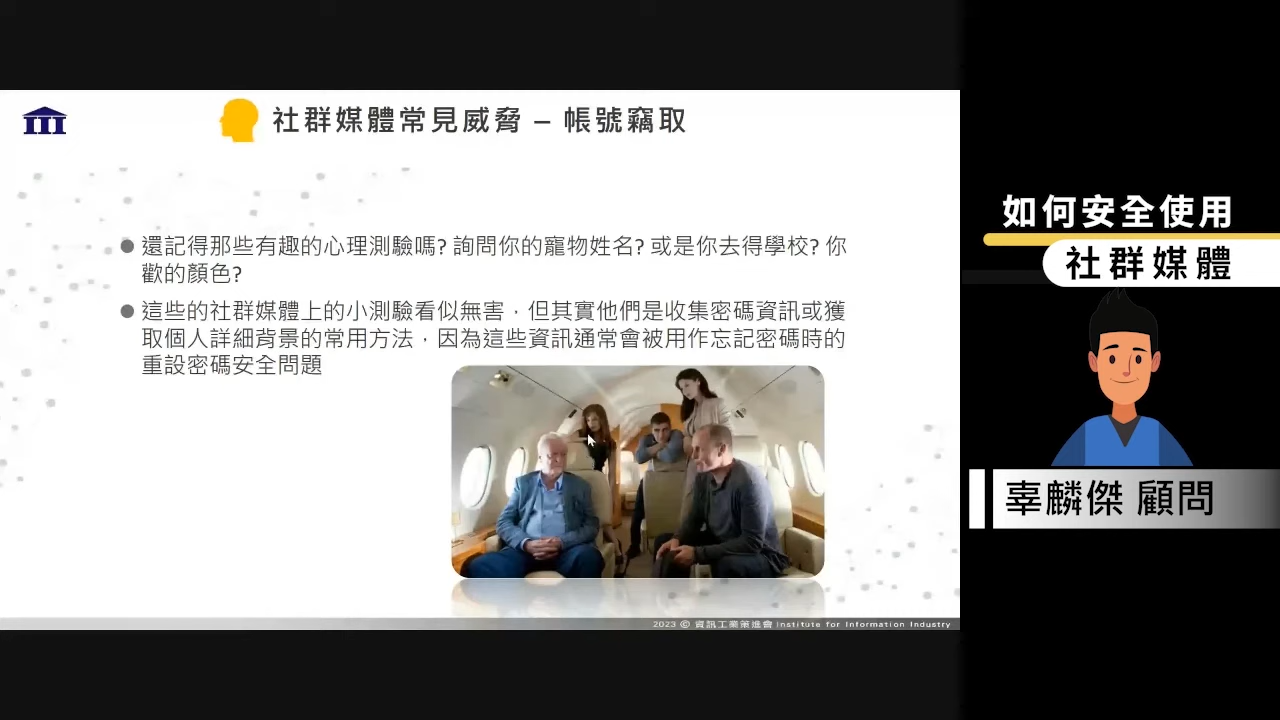 社群媒體常見威脅 – 帳號竊取
還記得那些有趣的心理測驗嗎? 詢問你的寵物姓名? 或是你去得學校? 你
歡的顏色?
這些的社群媒體上的小測驗看似無害，但其實他們是收集密碼資訊或獲
取個人詳細背景的常用方法，因為這些資訊通常會被用作忘記密碼時的
重設密碼安全問題
2023 © 資訊工業策進會 Institute for Information Industry
如何安全使用
社群媒體
辜麟傑 顧問